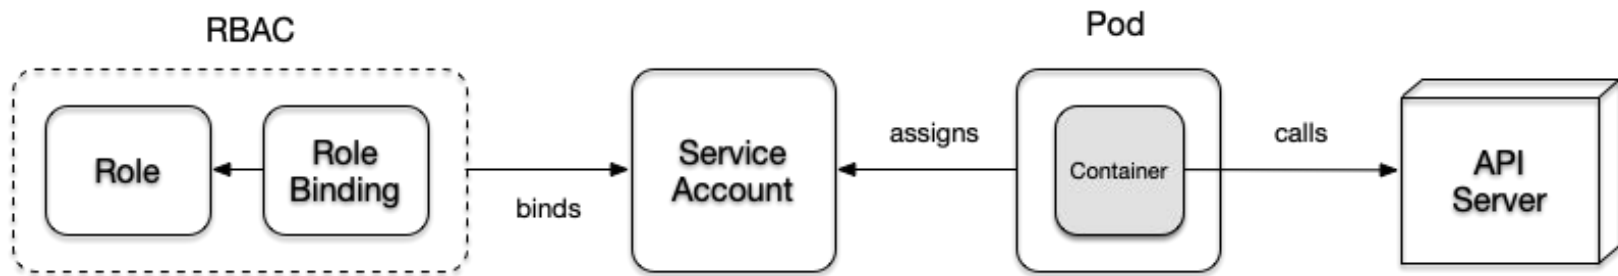 RBAC
Pod
Role
Role
Binding
binds
Service
Account
assigns
Container
calls
API
Server